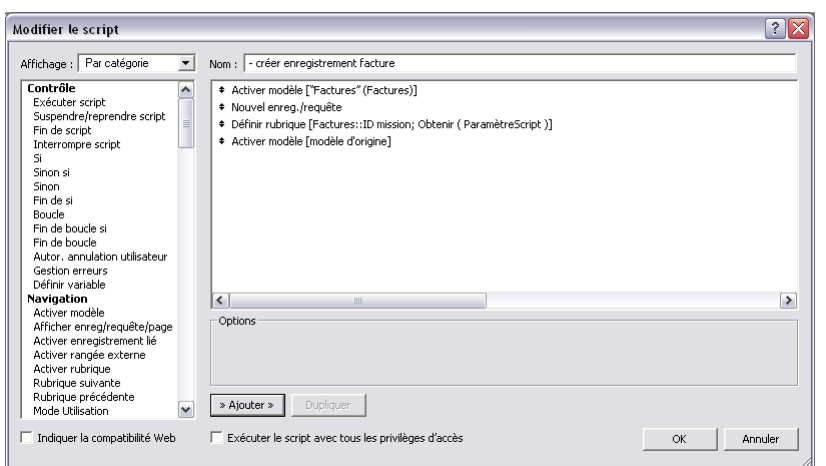 Modifier le script
Affichage : Par catégorie
Nom : - créer enregistrement facture
Contrôle
Exécuter script
Suspendre/reprendre script
Fin de script
Interrompre script
Si
Sinon si
Sinon
Fin de si
Boucle
Fin de boucle si
Fin de boucle
Autor. annulation utilisateur
Gestion erreurs
Définir variable
Navigation
Activer modèle
Afficher enreg/requête/page
Activer enregistrement lié
Activer rangée externe
Activer rubrique
Rubrique suivante
Rubrique précédente
Mode Utilisation
Activer modèle ["Factures" (Factures)]
Nouvel enreg./requête
Définir rubrique [Factures::ID mission; Obtenir ( ParamètreScript )]
Activer modèle [modèle d'origine]
Options
» Ajouter »
Dupliquer
Indiquer la compatibilité Web
Exécuter le script avec tous les privilèges d'accès
OK
Annuler